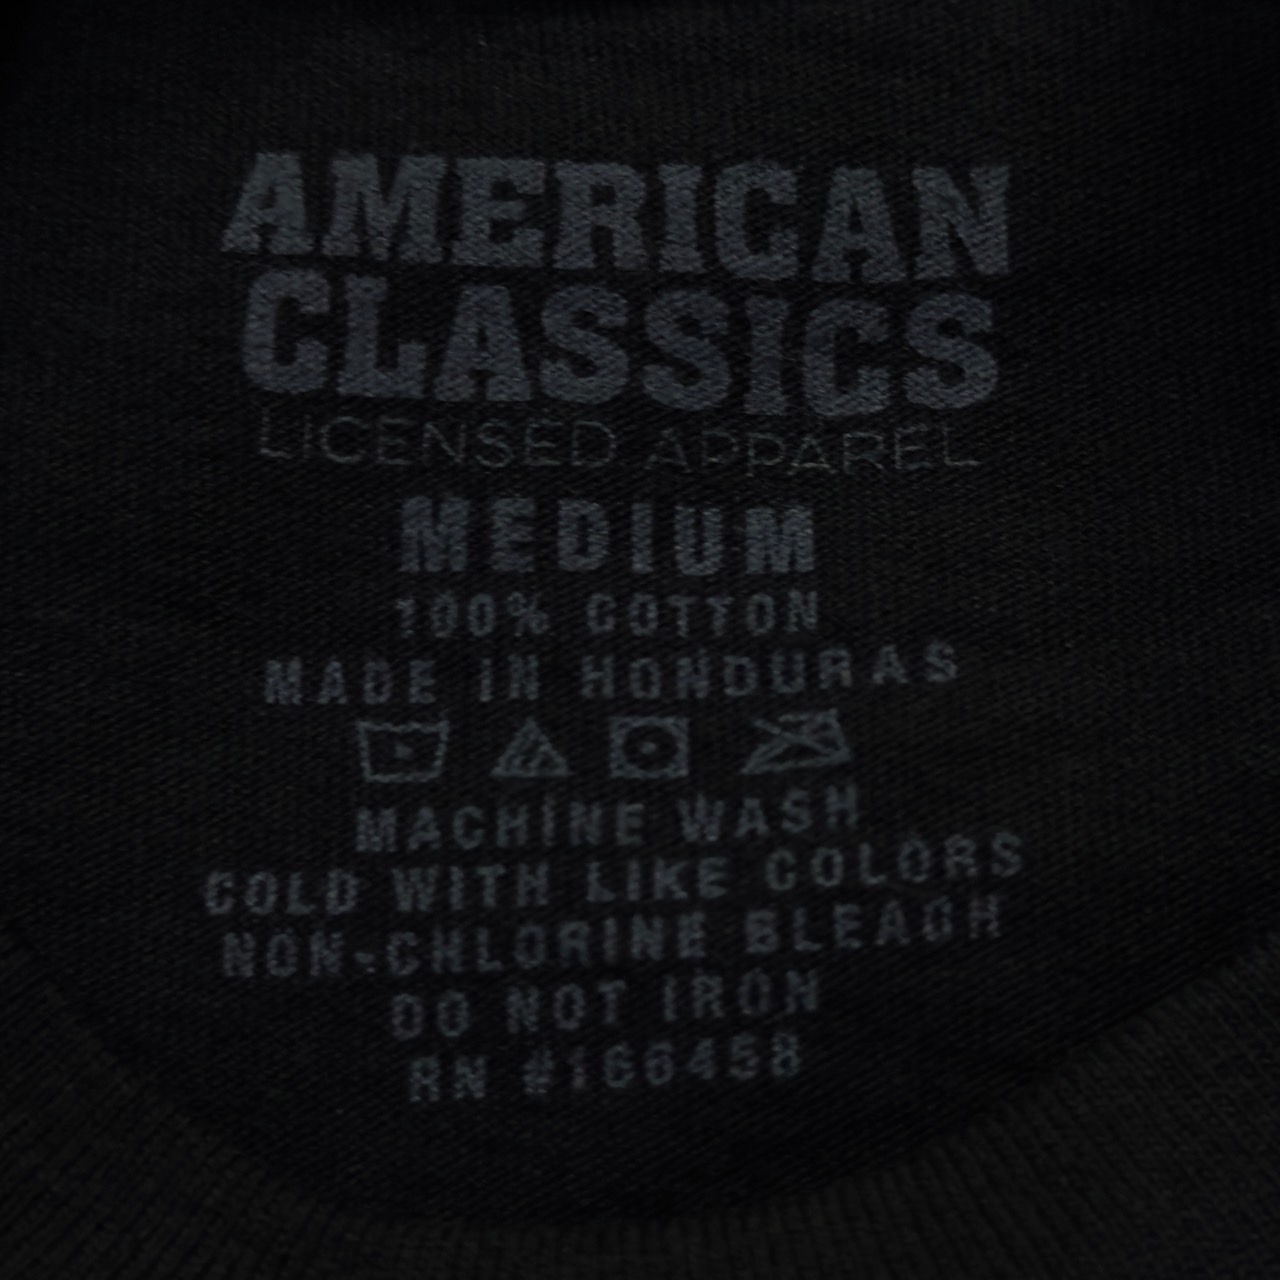 AMERICAN
CLASSICS
LICENSED APPAREL
MEDIUM
100% COTTON
MADE IN HONDURAS
MACHINE WASH
COLD WITH LIKE COLORS
NON-CHLORINE BLEACH
DO NOT IRON
RN #166458